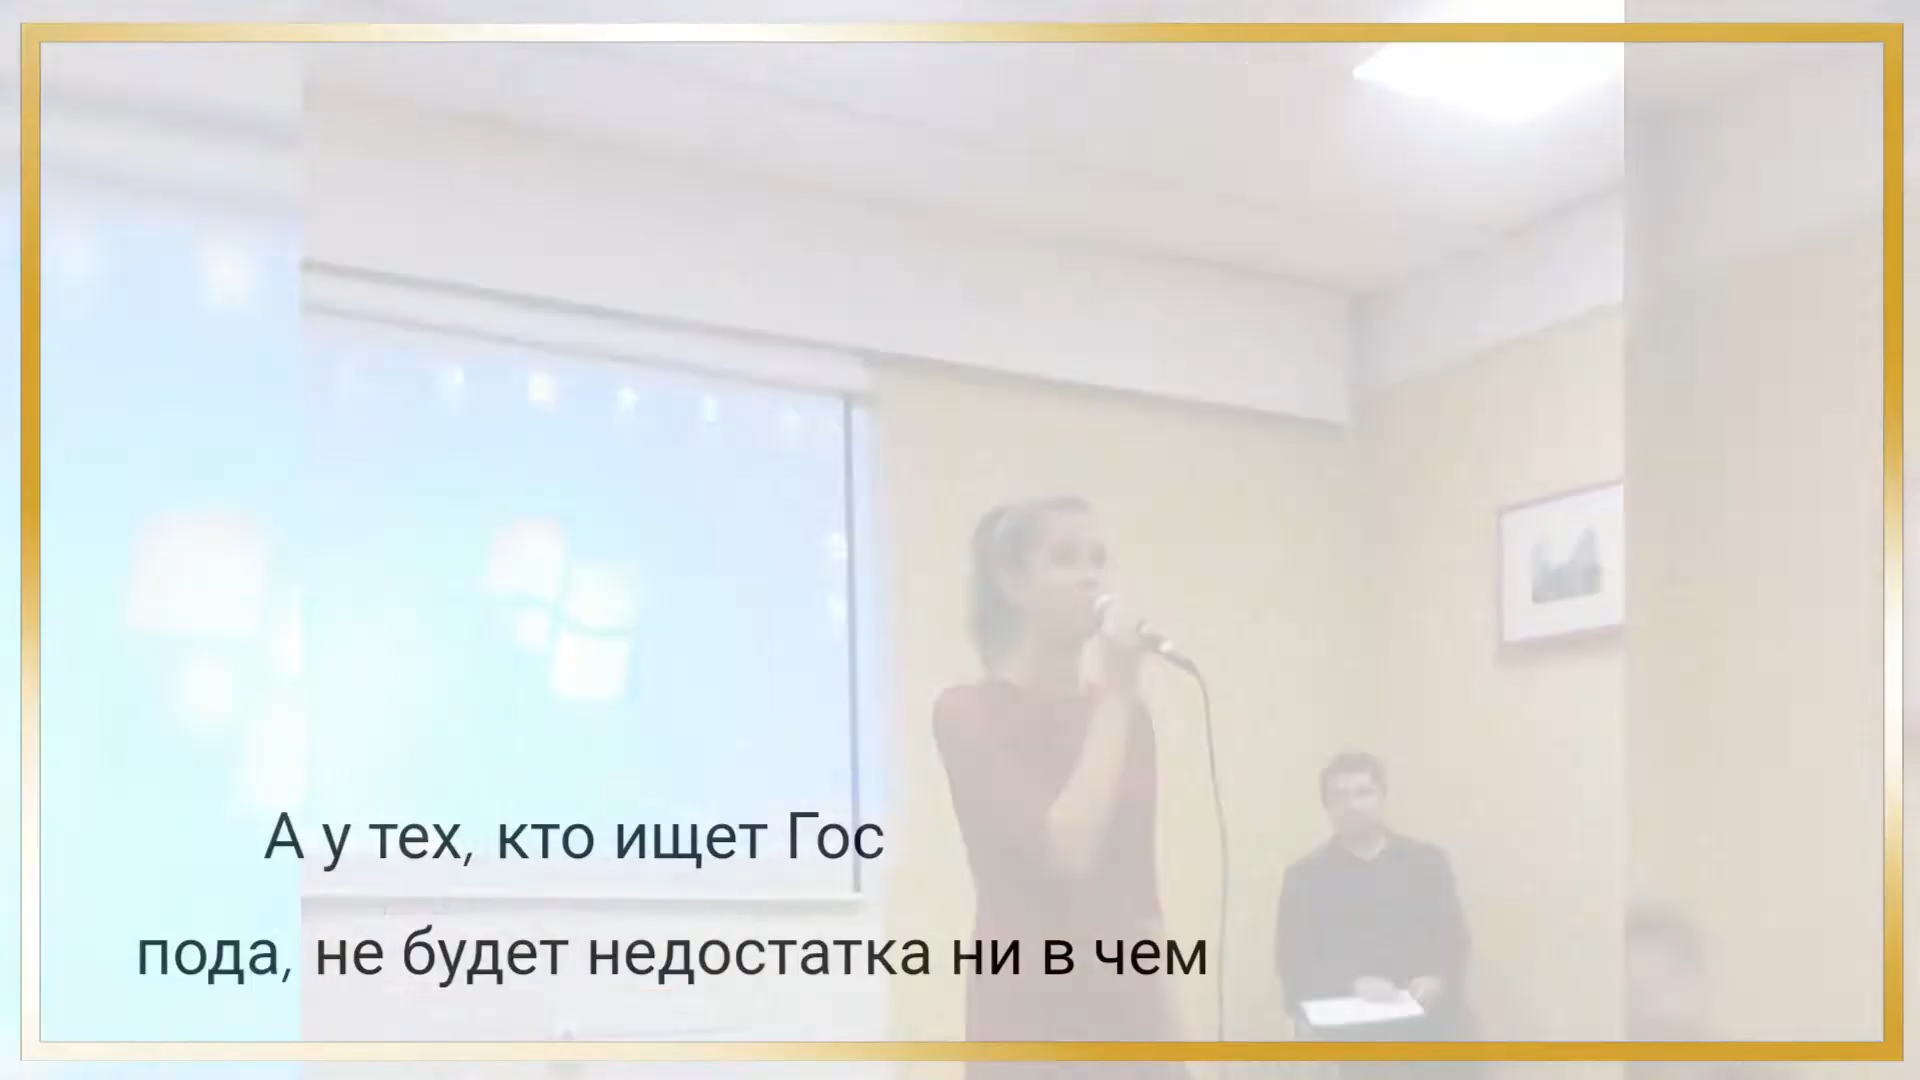 А у тех, кто ищет Гос
пода, не будет недостатка ни в чем